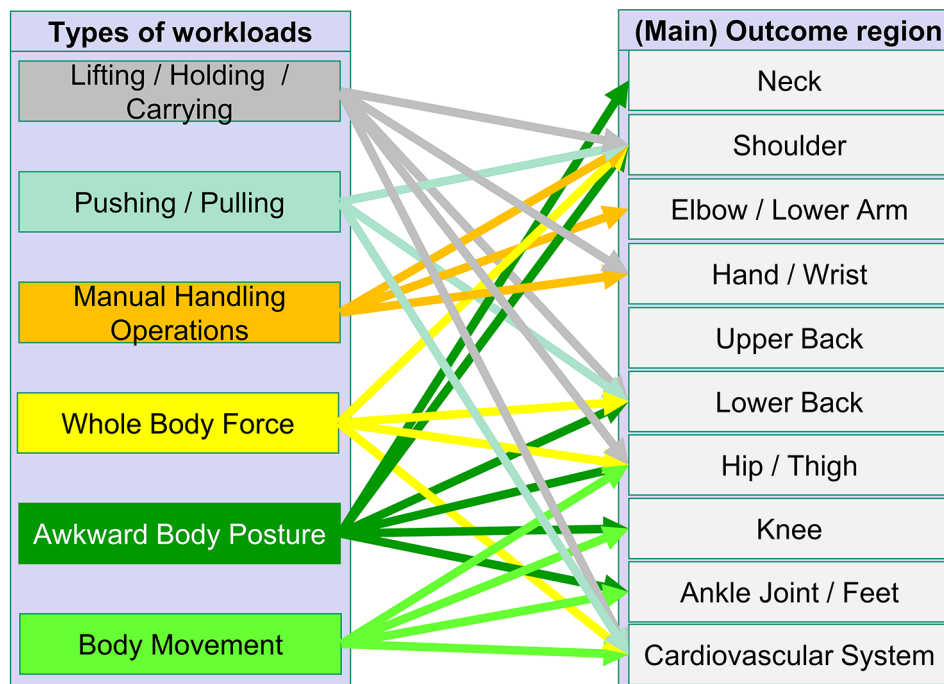 Types of workloads
Lifting / Holding /
Carrying
Pushing / Pulling
Manual Handling
Operations
Whole Body Force
Awkward Body Posture
Body Movement
(Main) Outcome region
Neck
Shoulder
Elbow / Lower Arm
Hand / Wrist
Upper Back
Lower Back
Hip / Thigh
Knee
Ankle Joint / Feet
Cardiovascular System